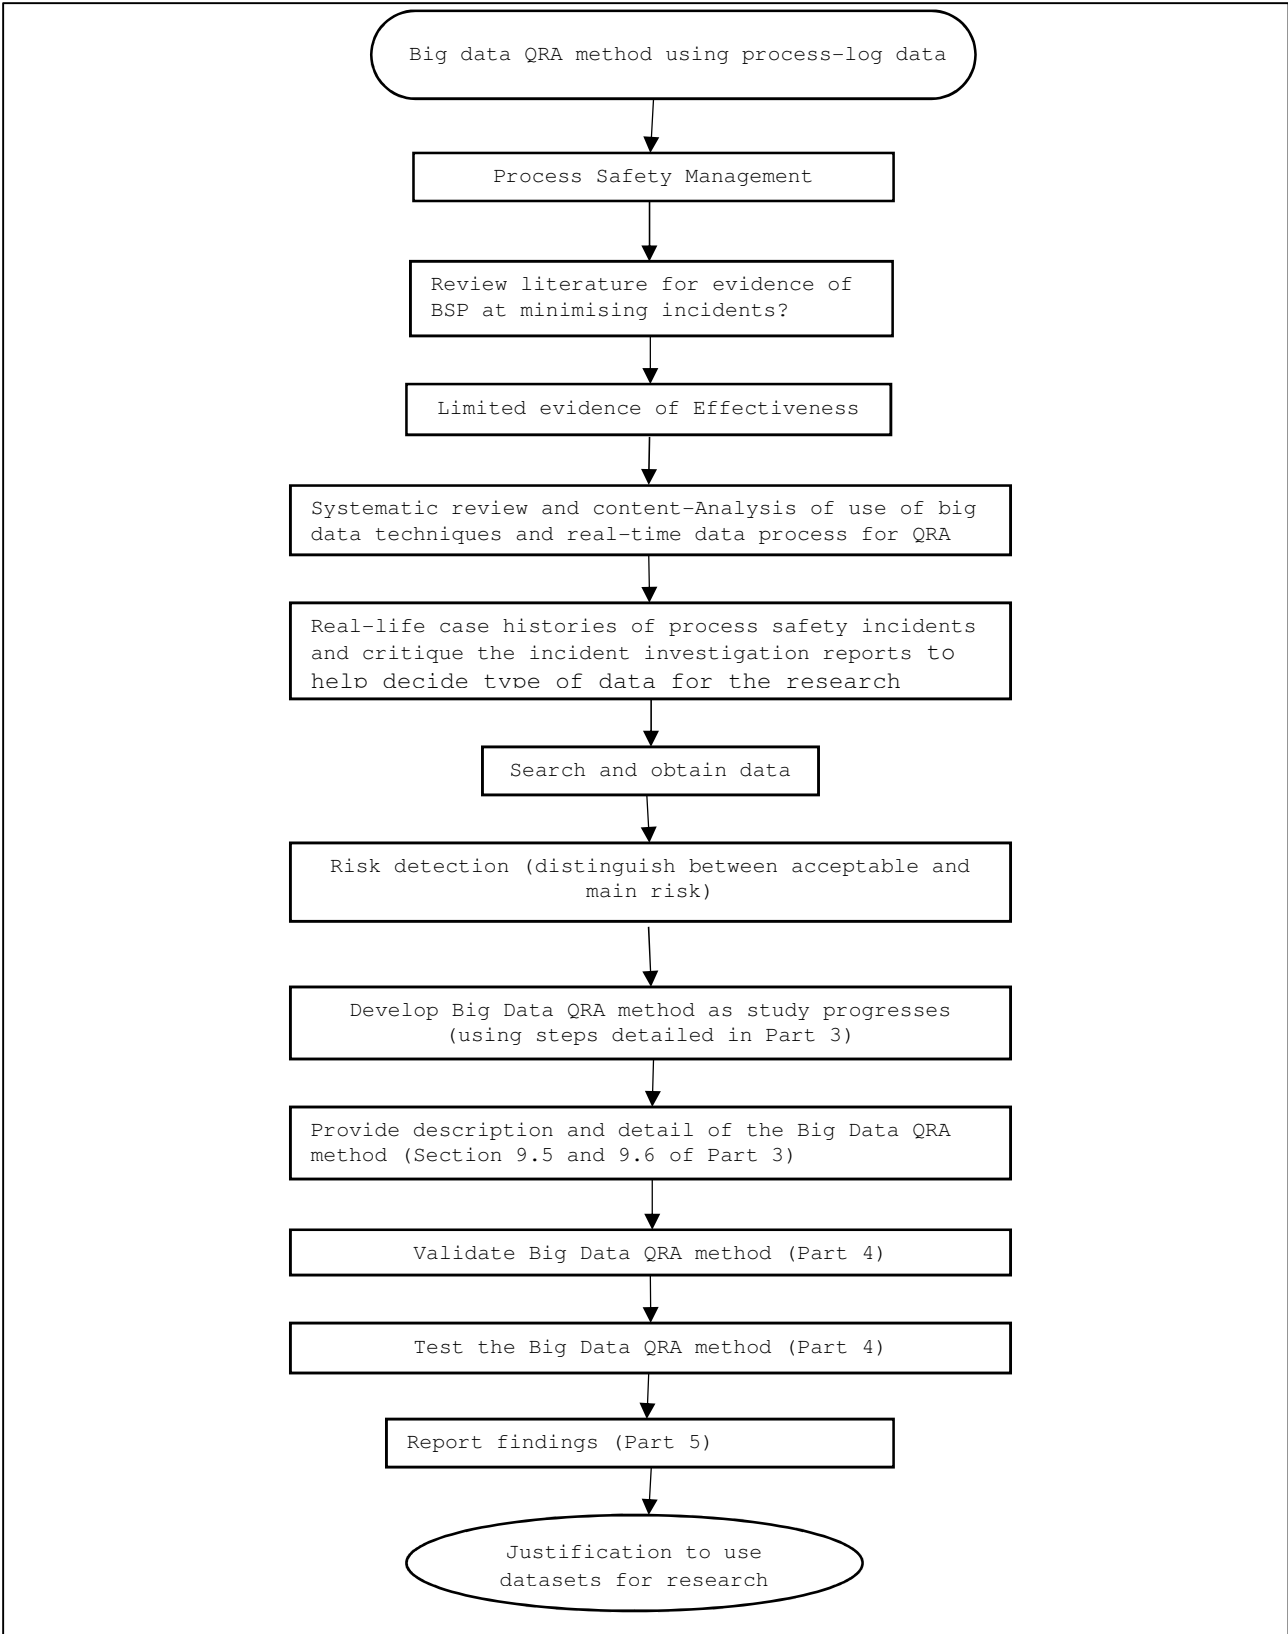 Big data QRA method using process-log data
Process Safety Management
Review literature for evidence of
BSP at minimising incidents?
Limited evidence of Effectiveness
Systematic review and content-Analysis of use of big
data techniques and real-time data process for QRA
Real-life case histories of process safety incidents
and critique the incident investigation reports to
help decide type of data for the research
Search and obtain data
Risk detection (distinguish between acceptable and
main risk)
Develop Big Data QRA method as study progresses
(using steps detailed in Part 3)
Provide description and detail of the Big Data QRA
method (Section 9.5 and 9.6 of Part 3)
Validate Big Data QRA method (Part 4)
Test the Big Data QRA method (Part 4)
Report findings (Part 5)
Justification to use
datasets for research